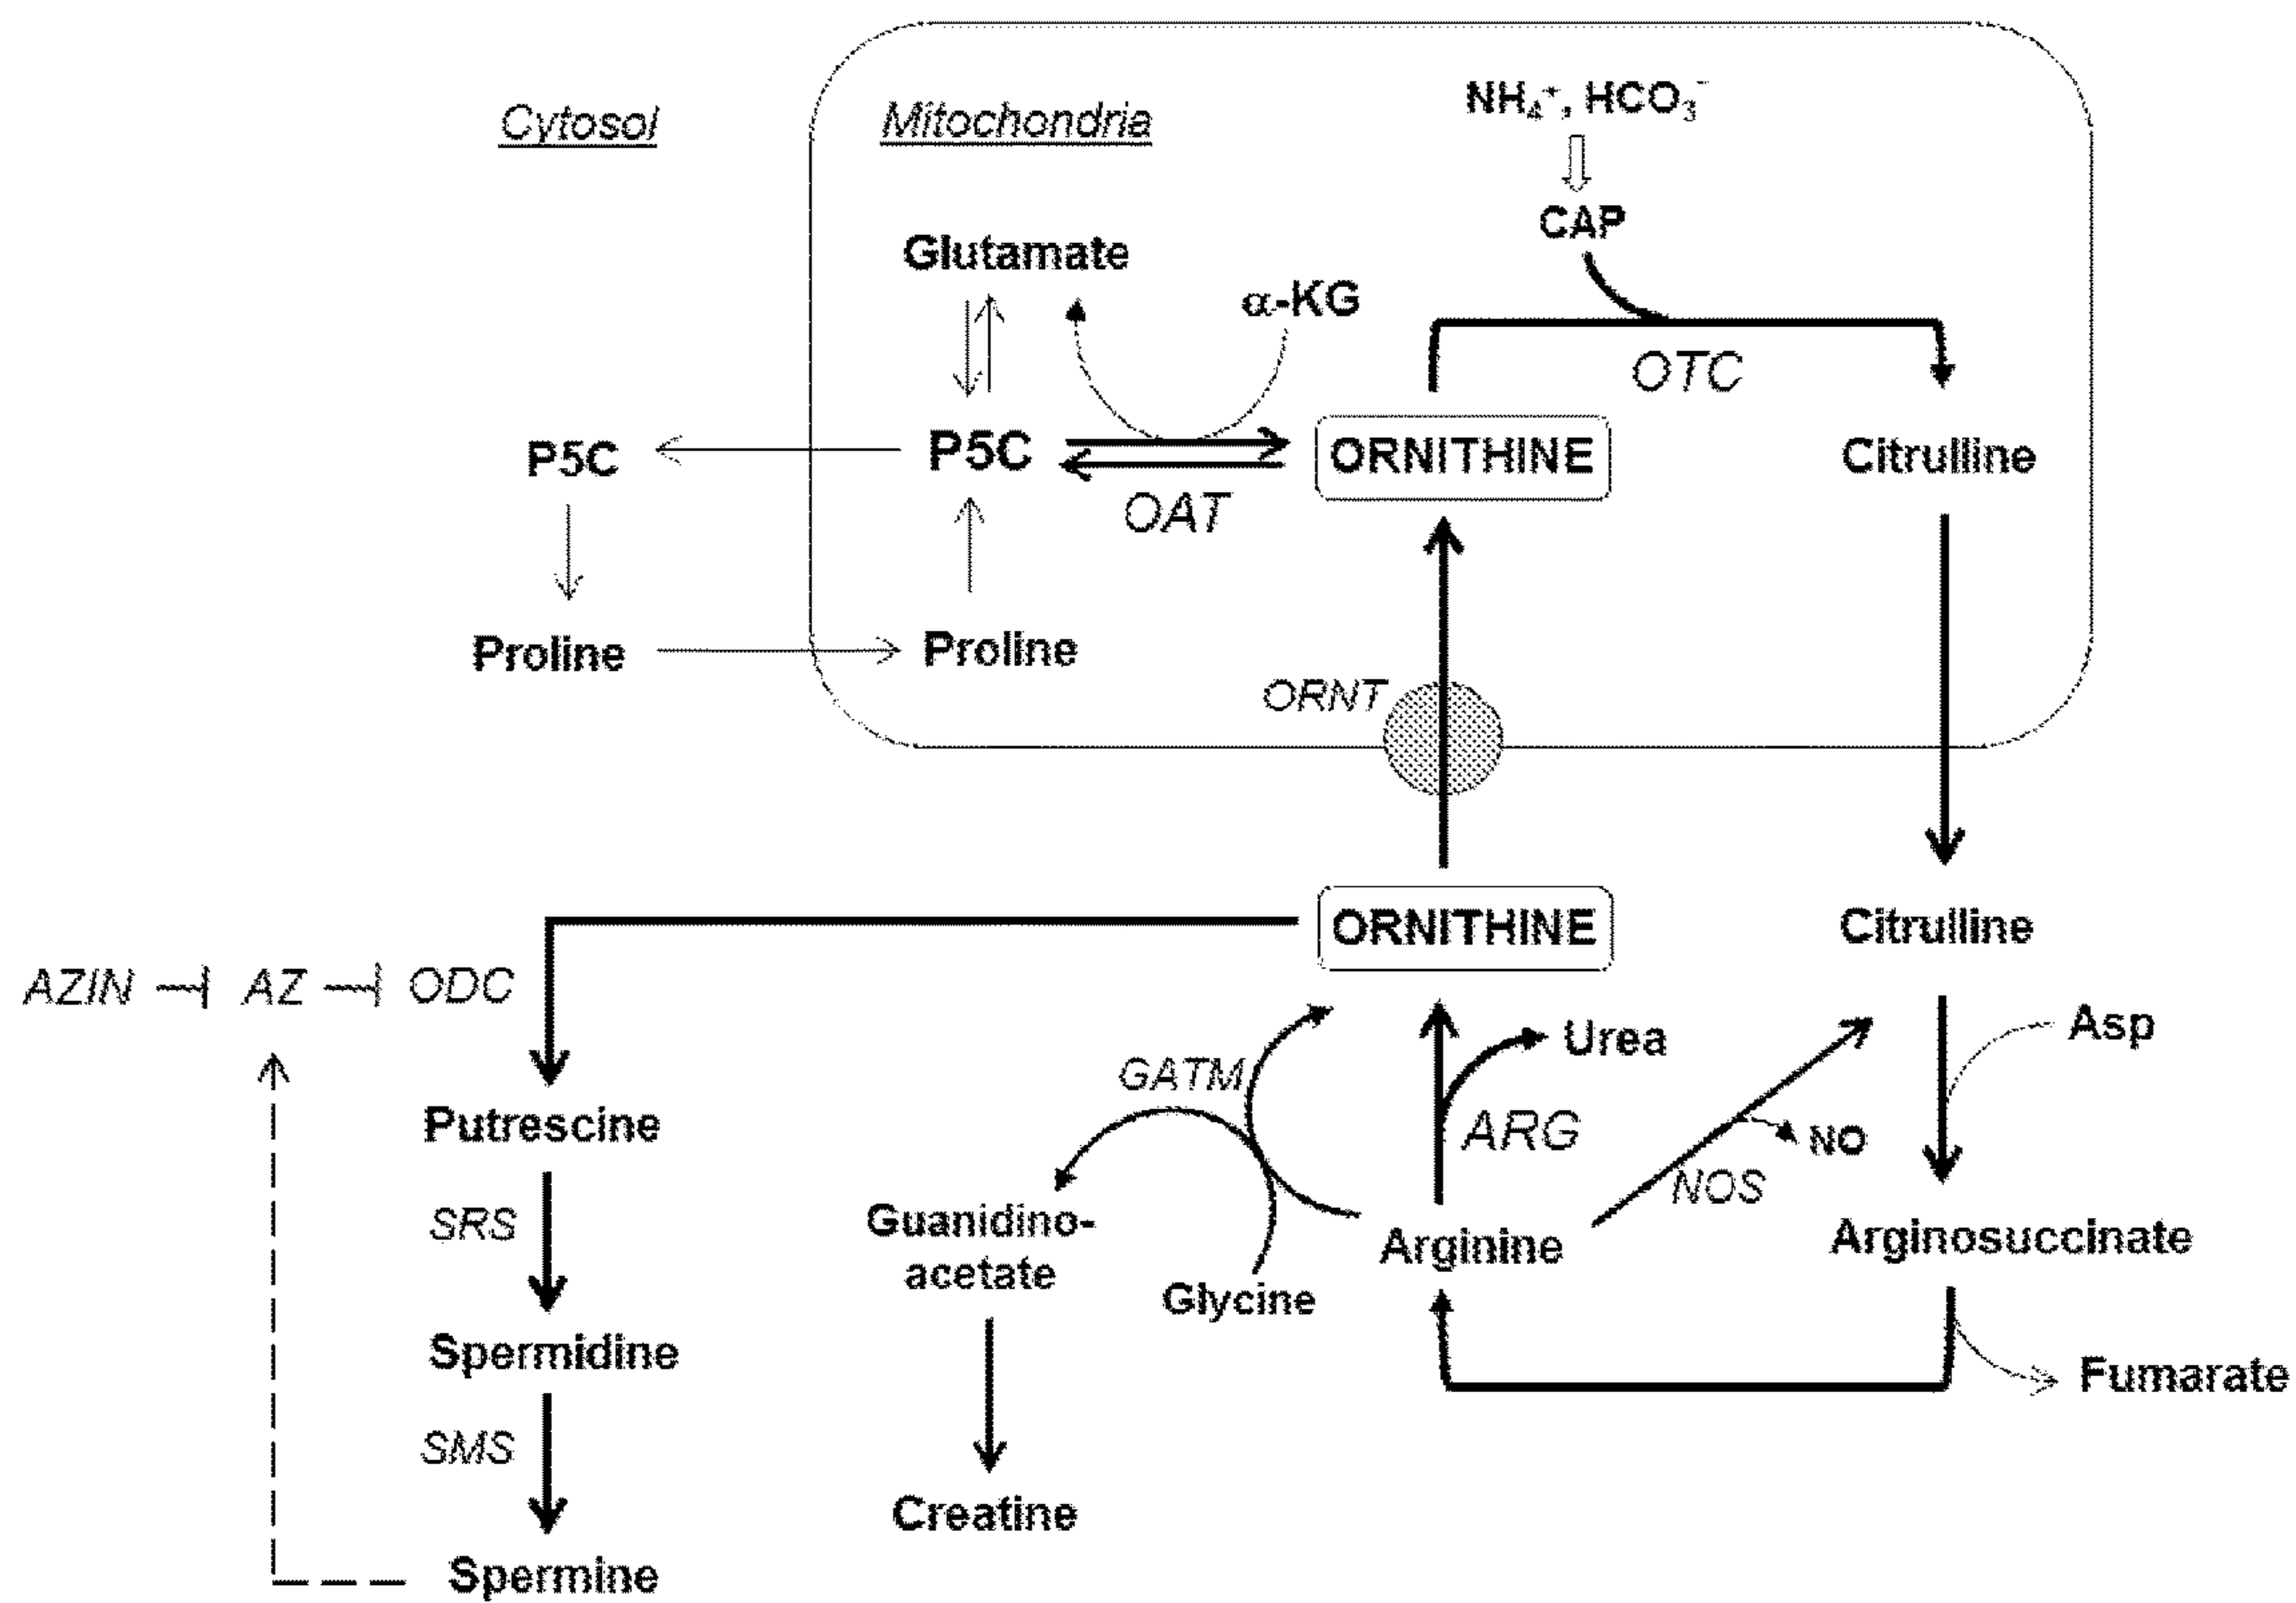 NH₄⁺, HCO₃⁻
Cytosol
Mitochondria
CAP
Glutamate
α-KG
OTC
P5C
P5C
ORNITHINE
Citrulline
OAT
Proline
Proline
ORNT
ORNITHINE
Citrulline
AZIN
AZ
ODC
Urea
Asp
GATM
Putrescine
ARG
NO
NOS
SRS
Guanidino-
acetate
Arginine
Arginosuccinate
Glycine
Spermidine
Fumarate
SMS
Creatine
Spermine